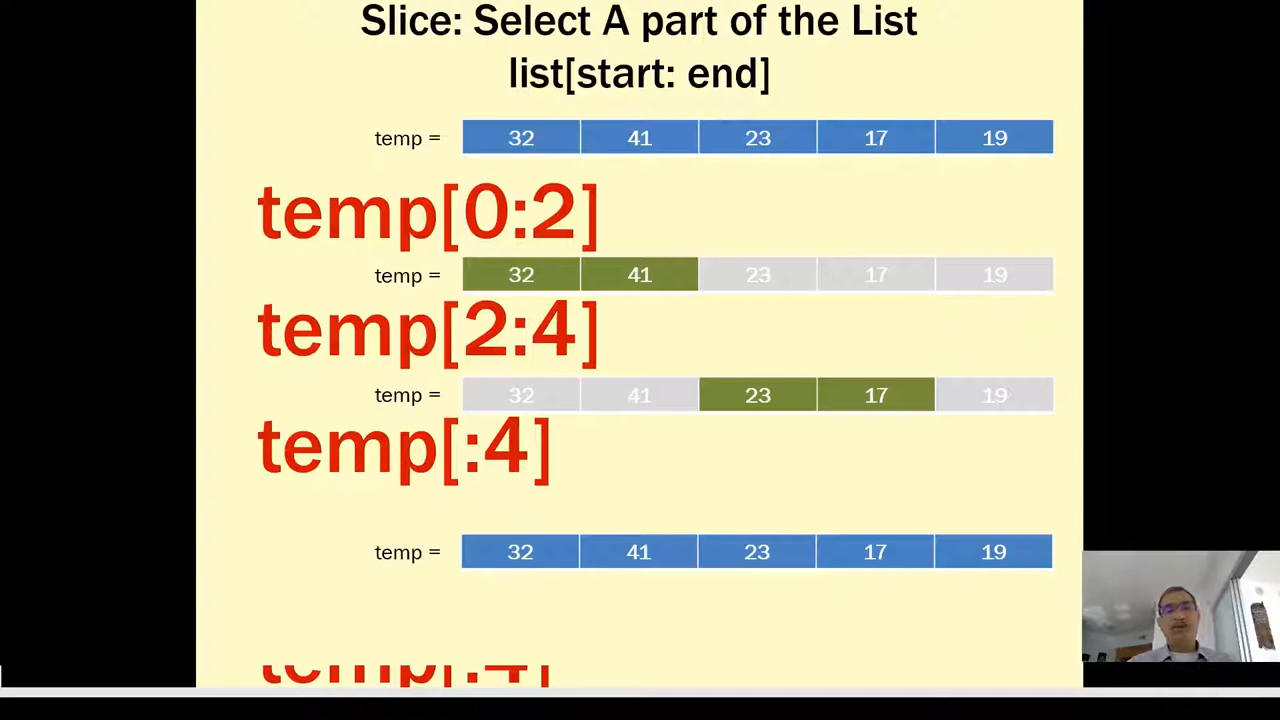 Slice: Select A part of the List
list[start: end]
temp = 32 41 23 17 19
temp[0:2]
temp = 32 41 23 17 19
temp[2:4]
temp = 32 41 23 17 19
temp[:4]
temp = 32 41 23 17 19
temp[:4]